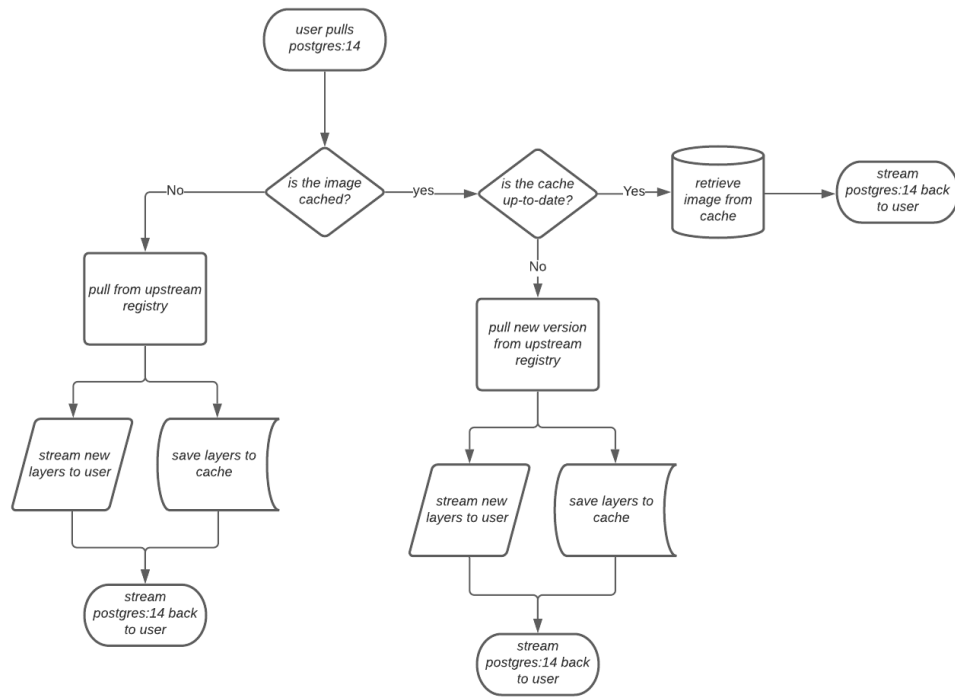 user pulls
postgres:14
is the image
cached?
No
yes
is the cache
up-to-date?
Yes
retrieve
image from
cache
stream
postgres:14 back
to user
No
pull from upstream
registry
pull new version
from upstream
registry
stream new
layers to user
save layers to
cache
stream new
layers to user
save layers to
cache
stream
postgres:14 back
to user
stream
postgres:14 back
to user